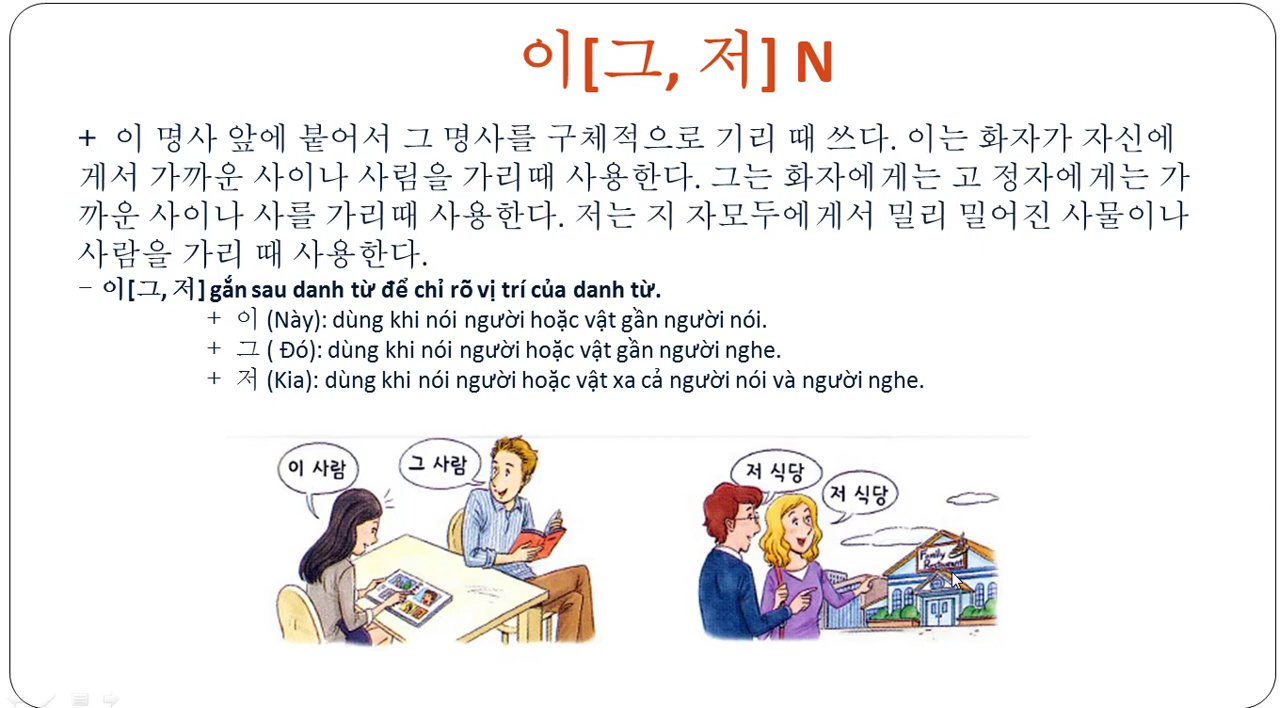 이[그, 저] N
+ 이 명사 앞에 붙어서 그 명사를 구체적으로 기리 때 쓰다. 이는 화자가 자신에
게서 가까운 사이나 사림을 가리때 사용한다. 그는 화자에게는 고 정자에게는 가
까운 사이나 사를 가리때 사용한다. 저는 지 자모두에게서 밀리 밀어진 사물이나
사람을 가리 때 사용한다.
− 이[그, 저] gắn sau danh từ để chỉ rõ vị trí của danh từ.
+ 이 (Này): dùng khi nói người hoặc vật gần người nói.
+ 그 ( Đó): dùng khi nói người hoặc vật gần người nghe.
+ 저 (Kia): dùng khi nói người hoặc vật xa cả người nói và người nghe.
이 사람
그 사람
저 식당
저 식당
Family
Restaurant